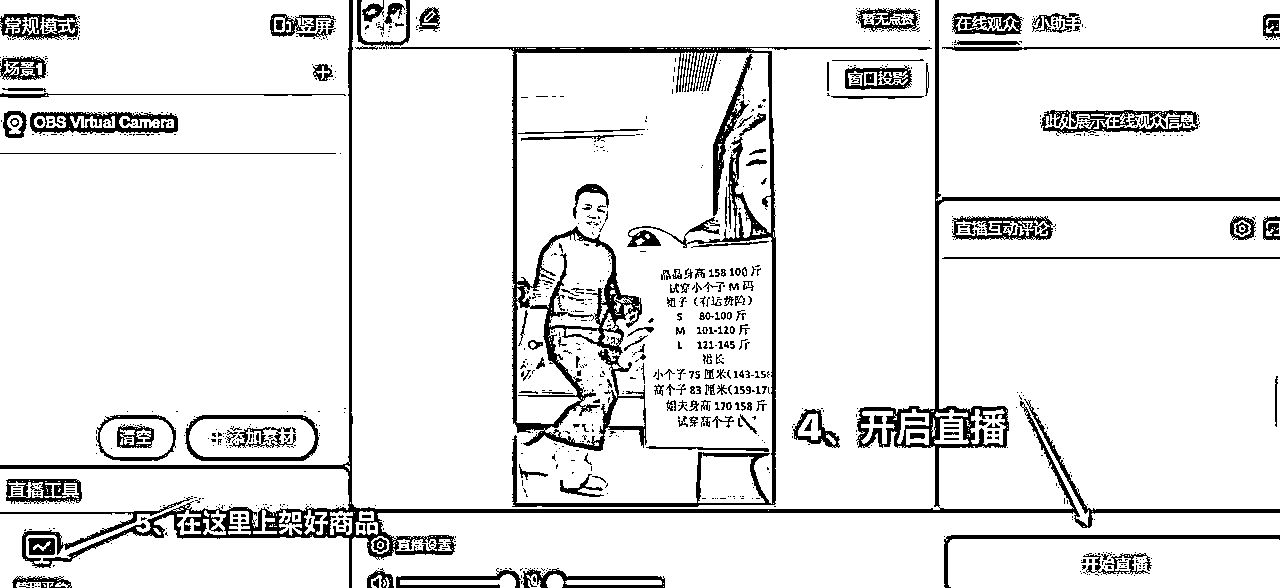 常规模式
竖屏
场景1
OBS Virtual Camera
清空
添加素材
直播工具
5、在这里上架好商品
管理平台
暂无点赞
窗口投影
晶晶身高 158 100 斤
试穿小个子 M 码
裙子（有运费险）
S 80-100 斤
M 101-120 斤
L 121-145 斤
裙长
小个子 75 厘米(143-158
高个子 83 厘米(159-170
姐夫身高 170 158 斤
试穿高个子 L
4、开启直播
直播设置
在线观众
小助手
此处展示在线观众信息
直播互动评论
开始直播